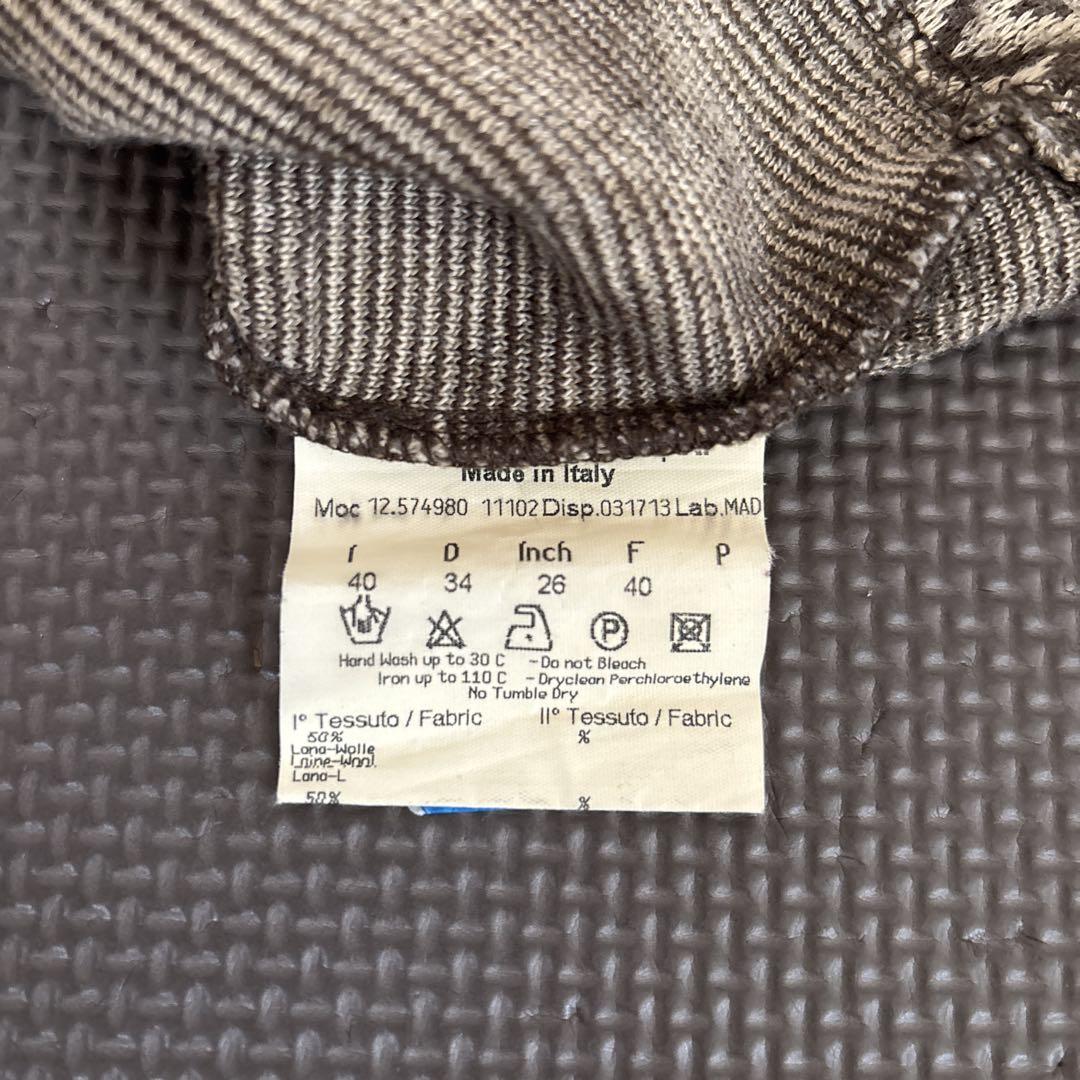 Made in Italy
Moc 12.574980 11102 Disp.031713 Lab.MAD
I D Inch F P
40 34 26 40
P
Hand Wash up to 30 C -Do not Bleach
Iron up to 110 C -Dryclean Perchloroethylene
No Tumble Dry
I° Tessuto / Fabric II° Tessuto / Fabric
50% %
Lana-Wolle
Laine-Wool
Lana-L
50% %